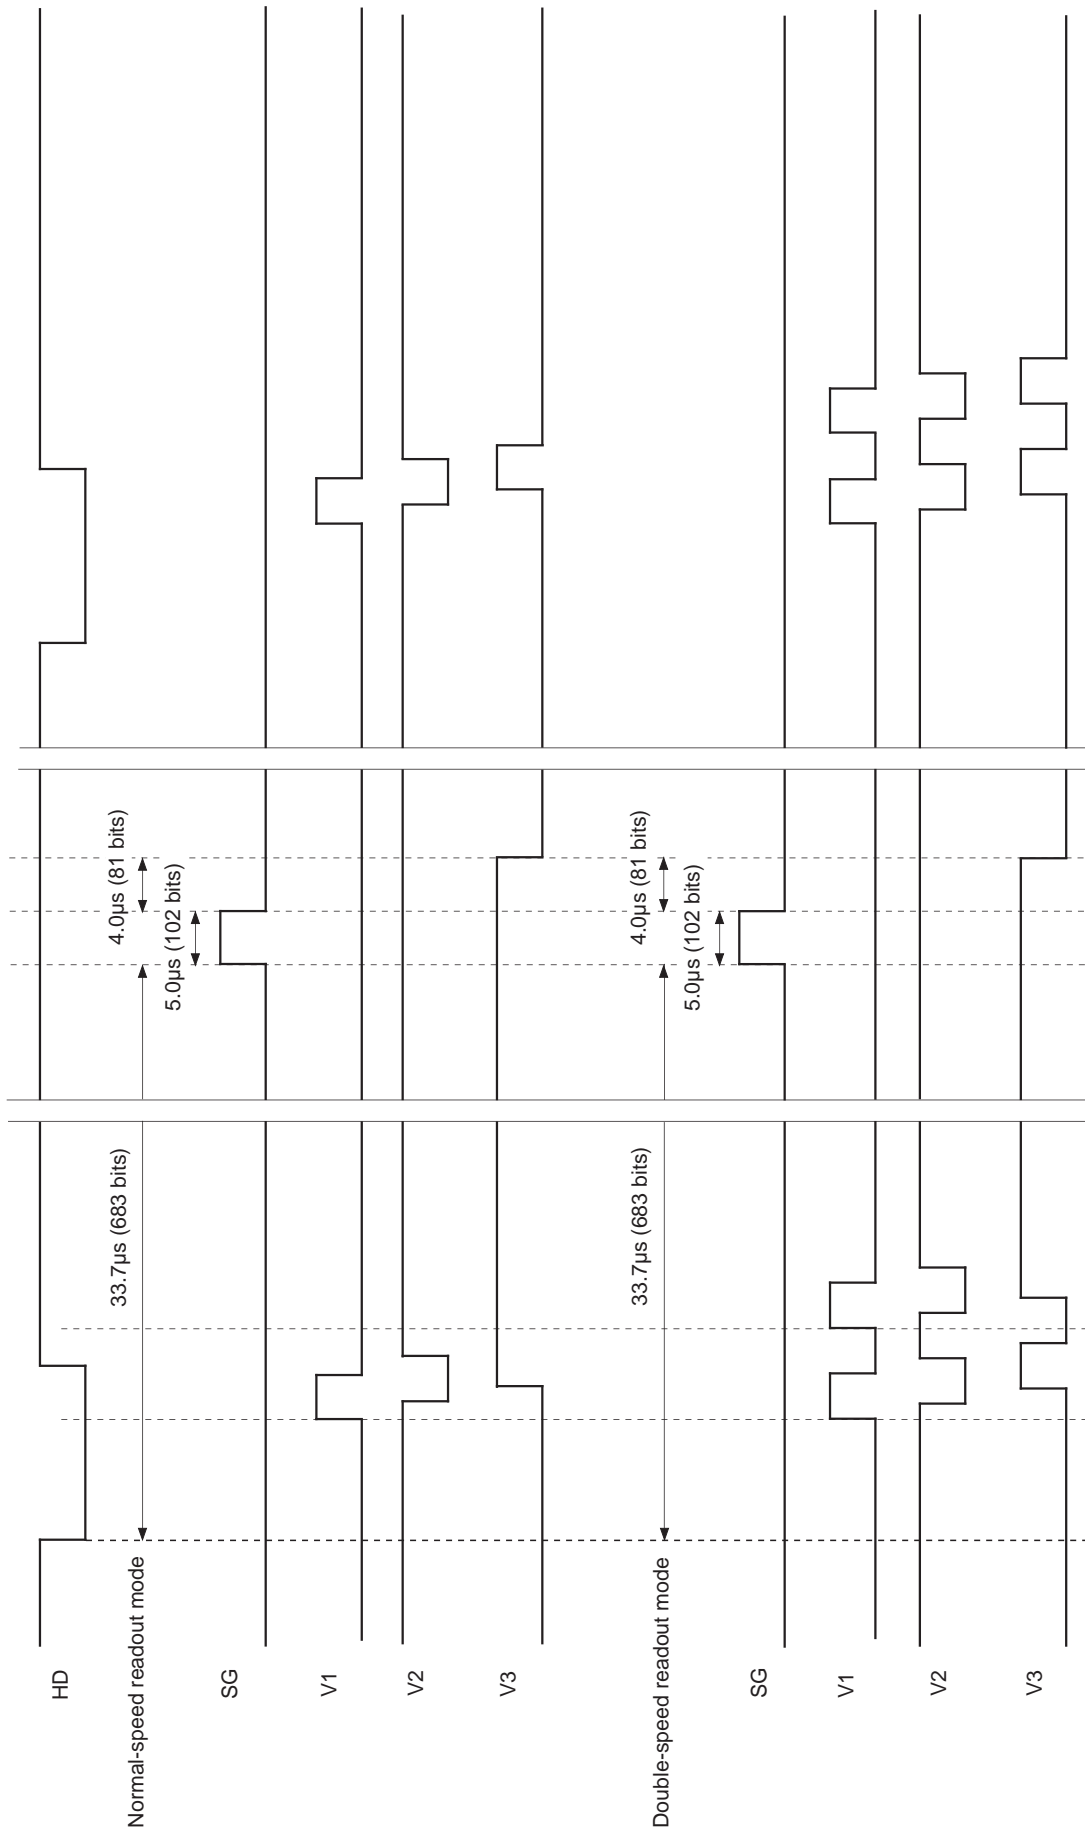 HD
Normal-speed readout mode
33.7µs (683 bits)
4.0µs (81 bits)
5.0µs (102 bits)
SG
V1
V2
V3
Double-speed readout mode
33.7µs (683 bits)
4.0µs (81 bits)
5.0µs (102 bits)
SG
V1
V2
V3